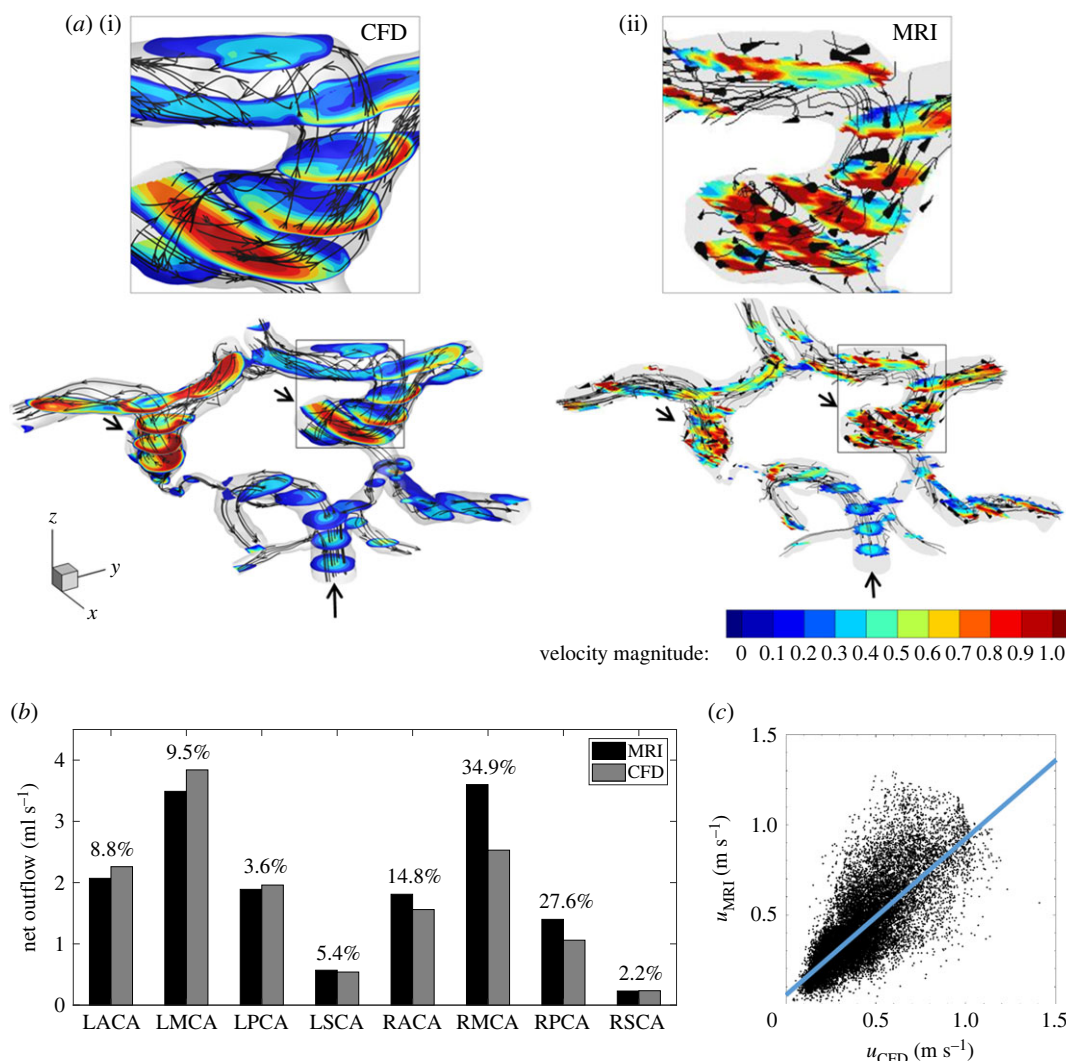 (a) (i) CFD
(ii) MRI
z
y
x
velocity magnitude:
0 0.1 0.2 0.3 0.4 0.5 0.6 0.7 0.8 0.9 1.0
(b)
net outflow (ml s⁻¹)
4
3
2
1
0
8.8%
9.5%
3.6%
5.4%
14.8%
34.9%
27.6%
2.2%
MRI
CFD
LACA LMCA LPCA LSCA RACA RMCA RPCA RSCA
(c)
u_MRI (m s⁻¹)
1.5
1.0
0.5
0 0.5 1.0 1.5
u_CFD (m s⁻¹)